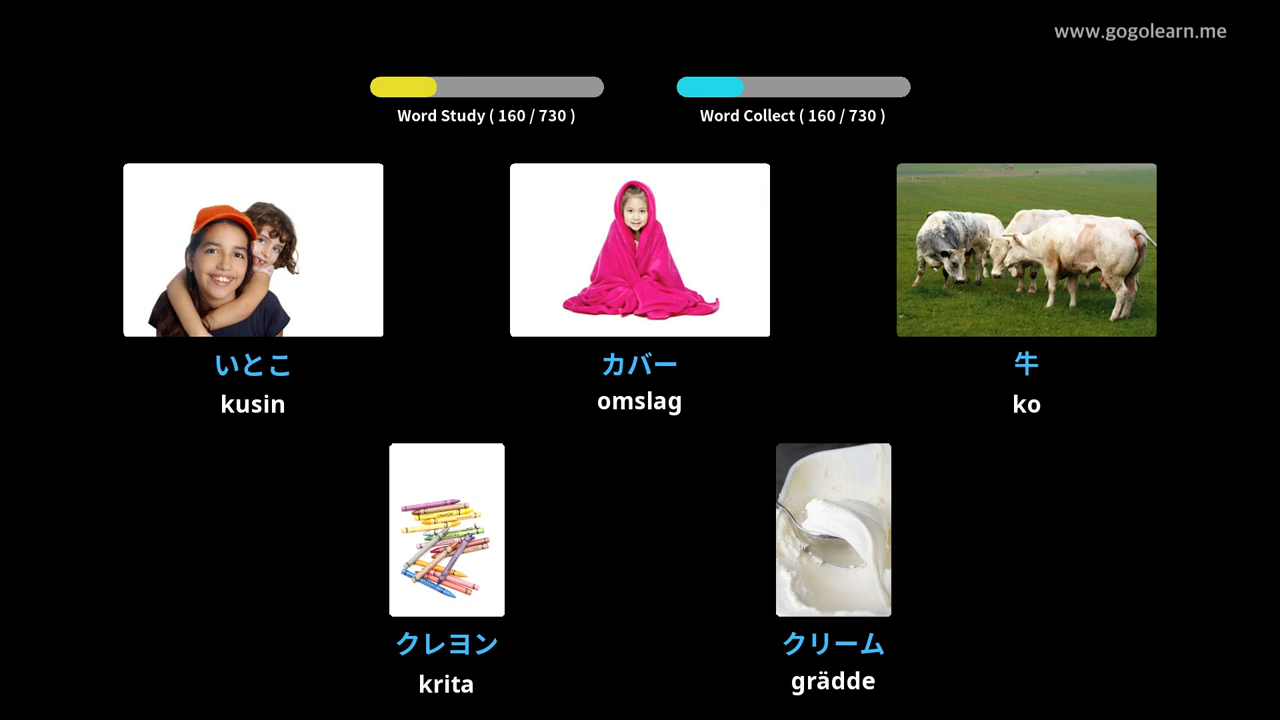 www.gogolearn.me
Word Study ( 160 / 730 )
Word Collect ( 160 / 730 )
いとこ
kusin
カバー
omslag
牛
ko
クレヨン
krita
クリーム
grädde